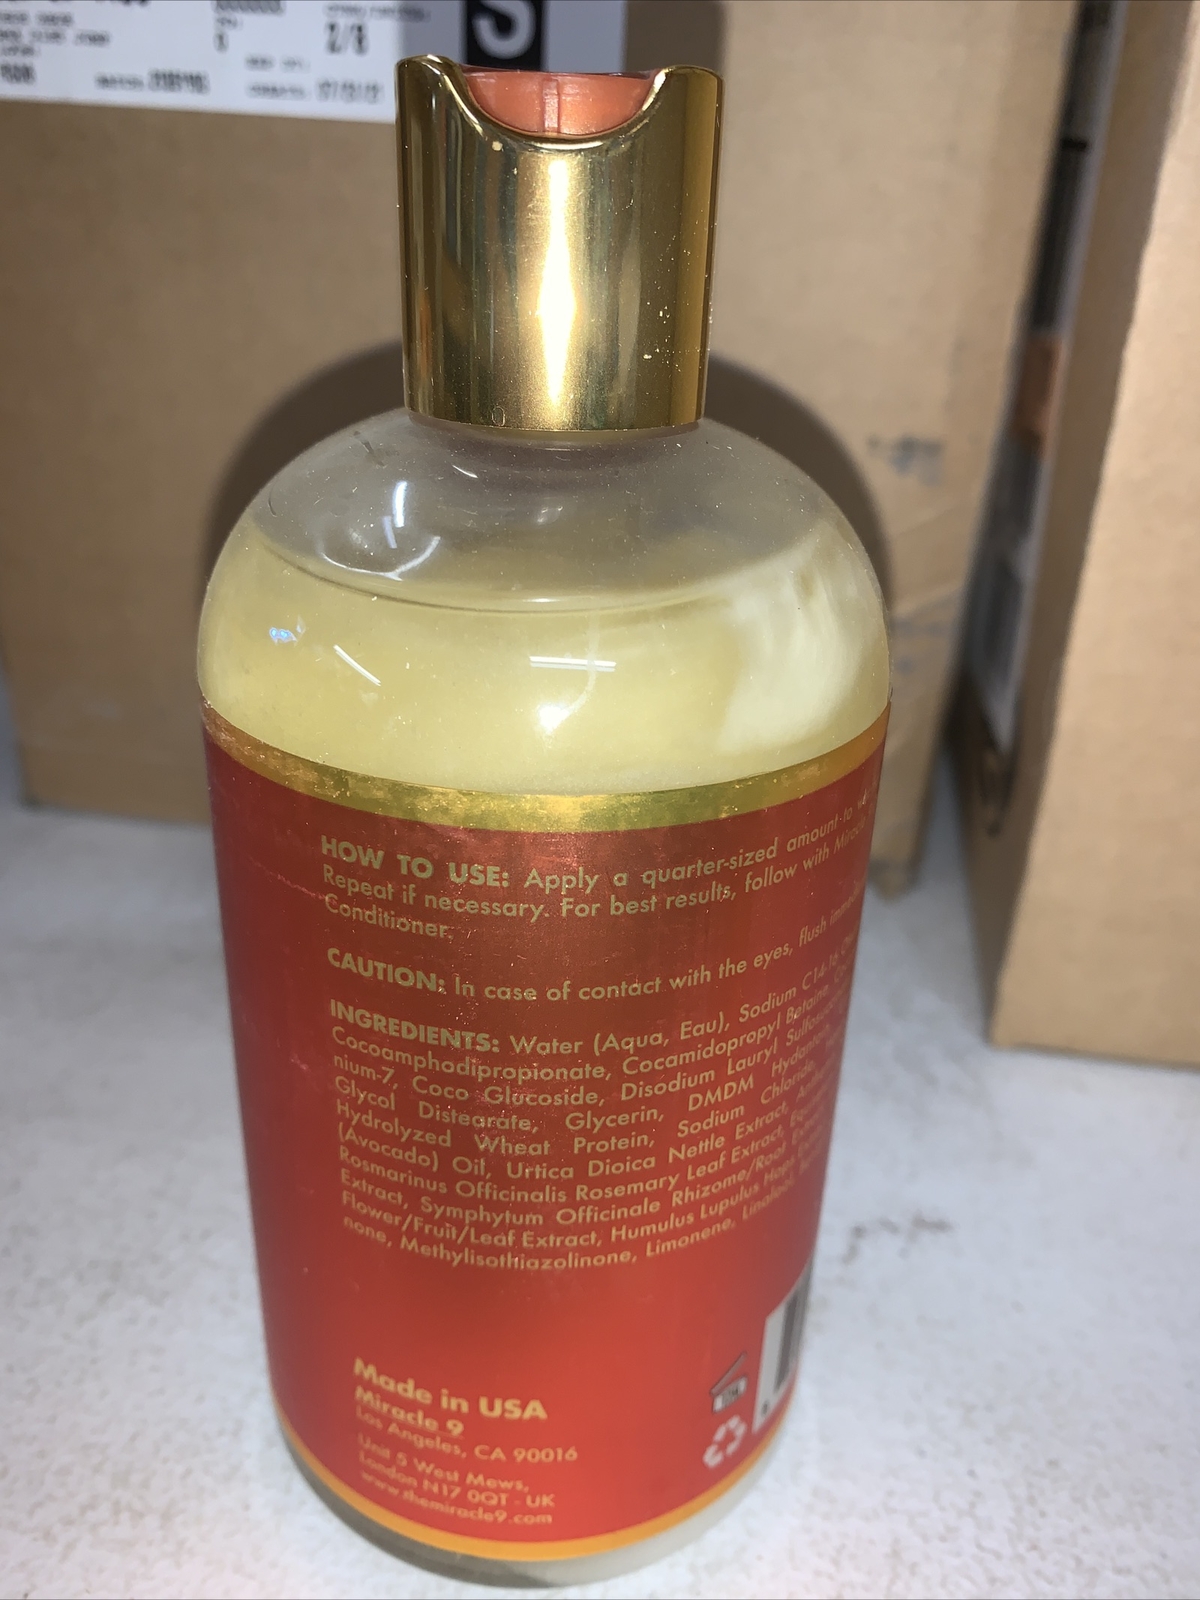 2/8
S
HOW TO USE: Apply a quarter-sized amount to
Repeat if necessary. For best results, follow with Miracle
Conditioner.
CAUTION: In case of contact with the eyes, flush
INGREDIENTS: Water (Aqua, Eau), Sodium C14-16
Cocoamphodipropionate, Cocamidopropyl Betaine,
nium-7, Coco Glucoside, Disodium Lauryl
Glycol Distearate, Glycerin, DMDM Hydantoin,
Hydrolyzed Wheat Protein, Sodium Chloride,
(Avocado) Oil, Urtica Dioica Nettle Extract,
Rosmarinus Officinalis Rosemary Leaf Extract,
Extract, Symphytum Officinale Rhizome/Root
Flower/Fruit/Leaf Extract, Humulus Lupulus Hops
none, Methylisothiazolinone, Limonene, Linalool,
Made in USA
Miracle 9
Los Angeles, CA 90016
Unit 5 West Mews,
London N17 0QT - UK
www.themiracle9.com